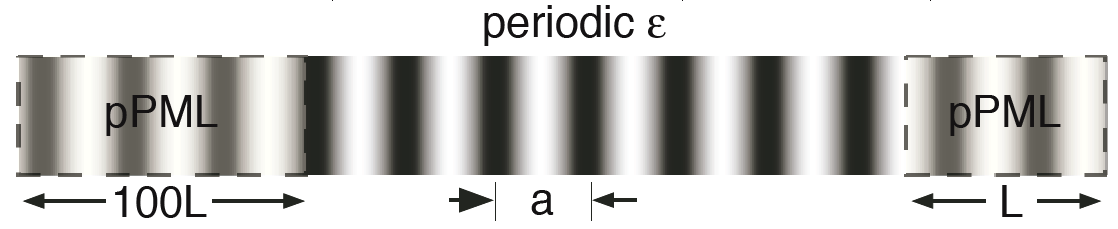 periodic ε
pPML
pPML
100L
a
L